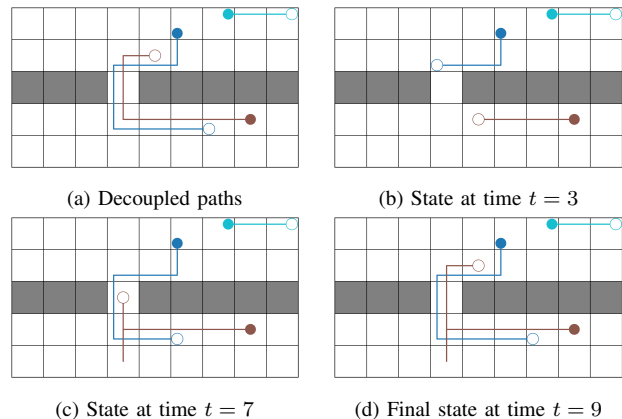 (a) Decoupled paths
(b) State at time t = 3
(c) State at time t = 7
(d) Final state at time t = 9